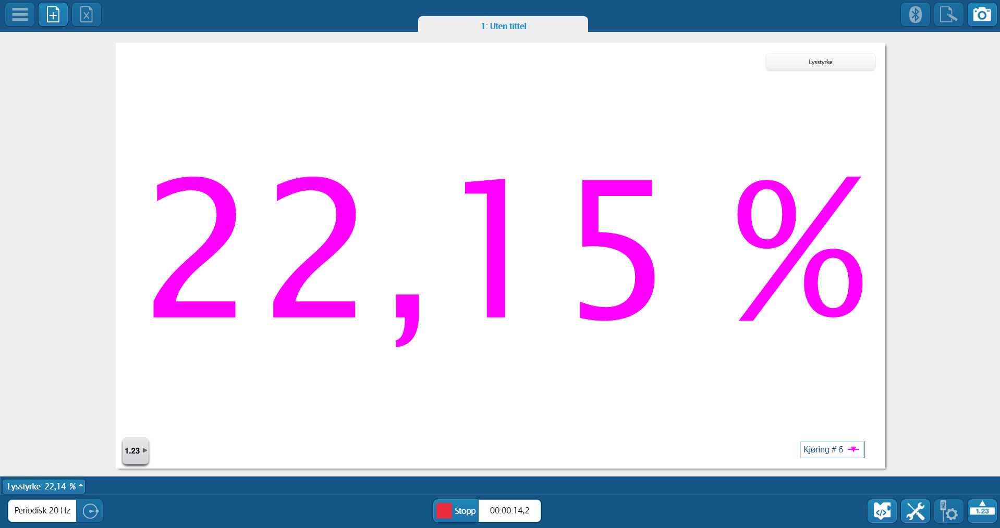 1: Uten tittel
Lysstyrke
22,15 %
1.23
Kjøring # 6
Lysstyrke 22,14 %
Periodisk 20 Hz
Stopp 00:00:14,2
</> 1.23